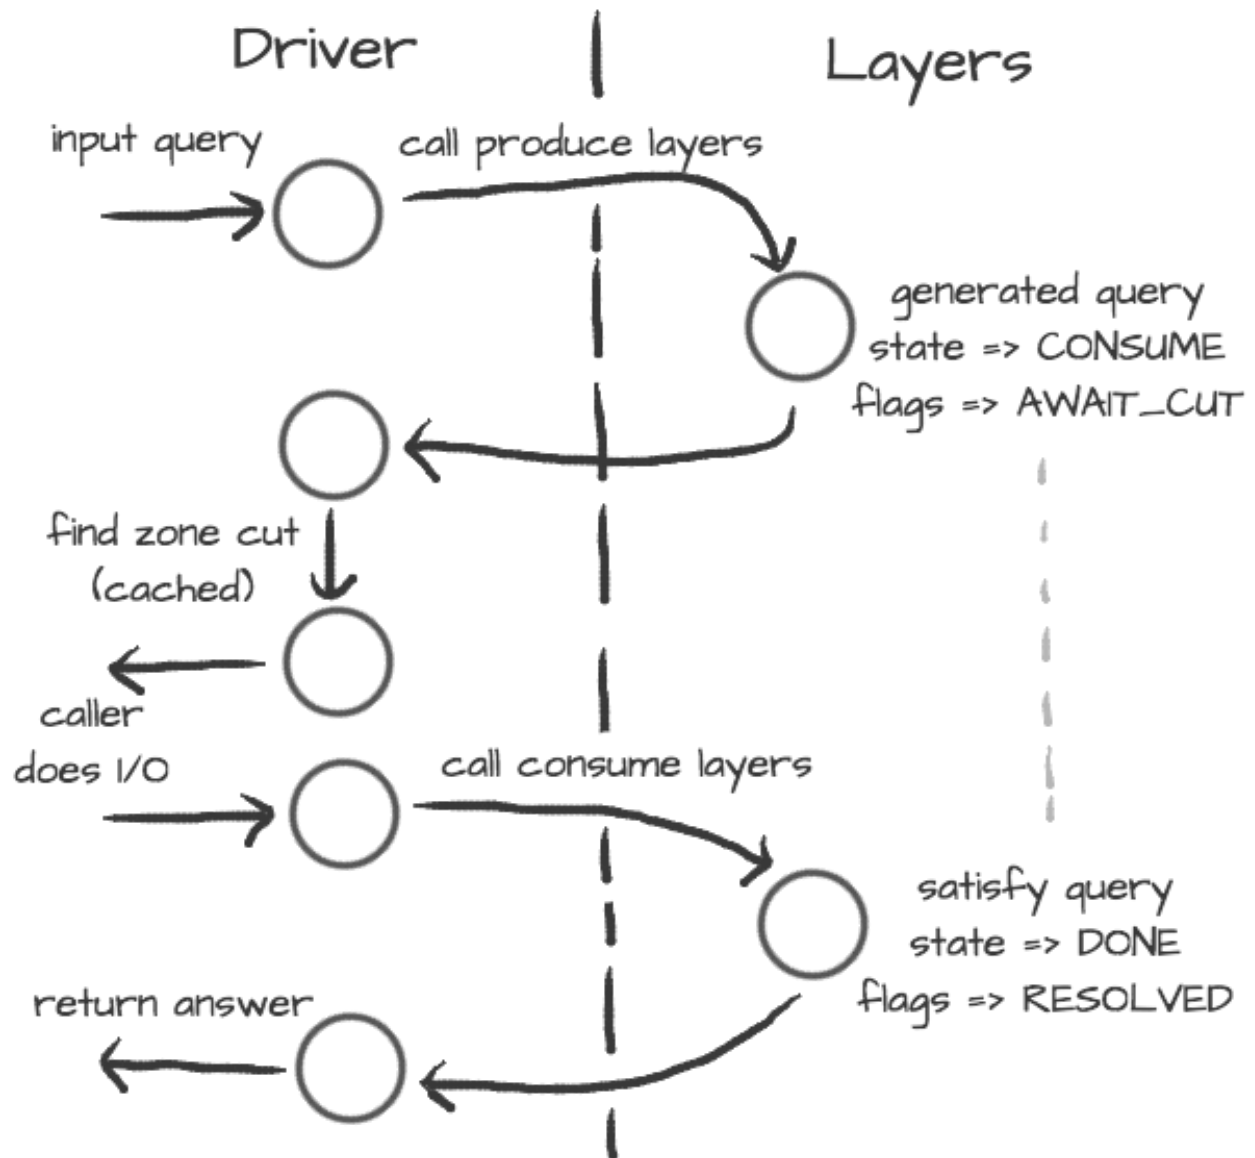 Driver
Layers
input query
call produce layers
generated query
state => CONSUME
flags => AWAIT_CUT
find zone cut
(cached)
caller
does I/O
call consume layers
satisfy query
state => DONE
flags => RESOLVED
return answer